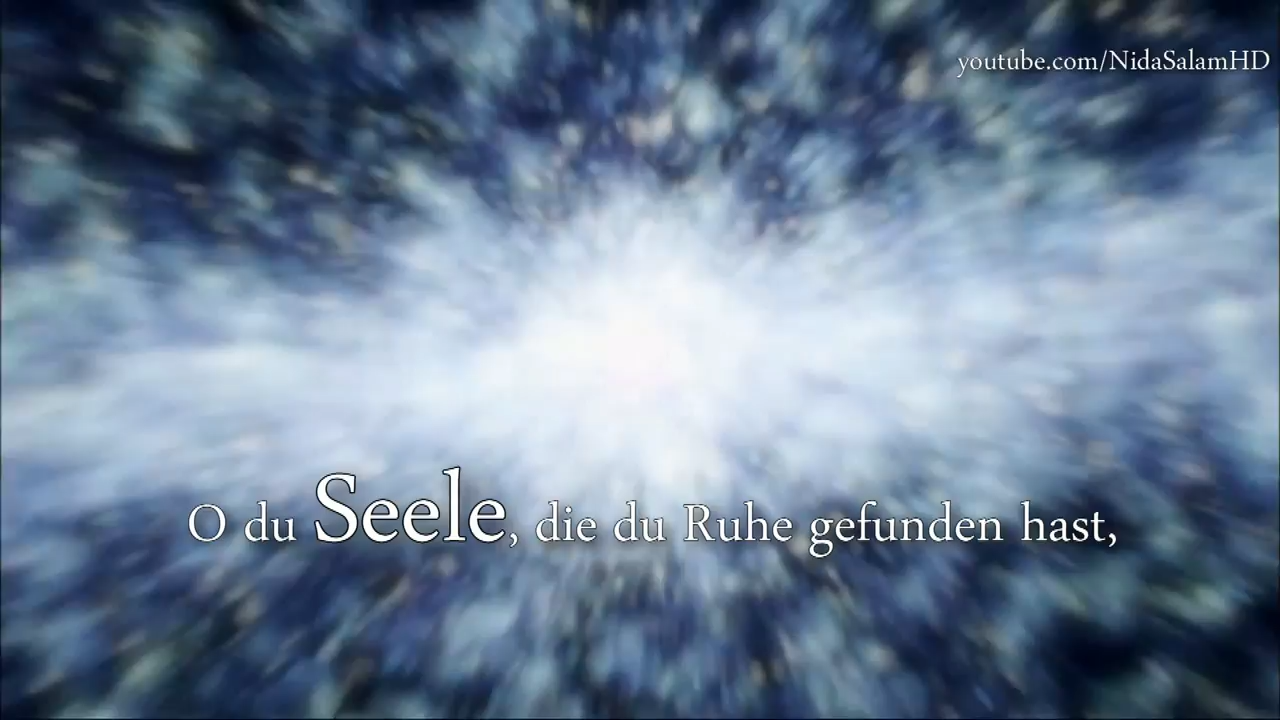 youtube.com/NidaSalamHD
O du Seele, die du Ruhe gefunden hast,